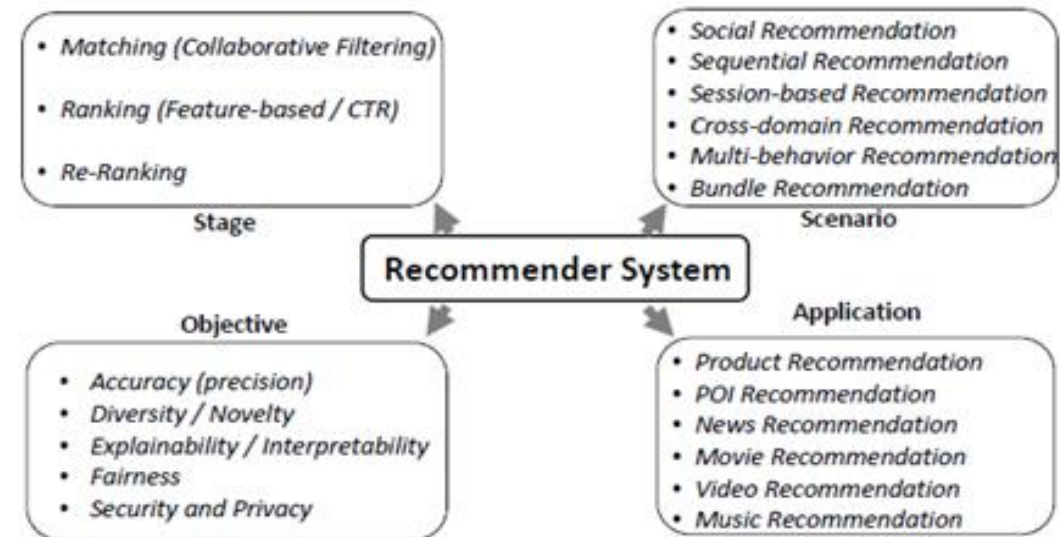 • Matching (Collaborative Filtering)
• Ranking (Feature-based / CTR)
• Re-Ranking
Stage
• Social Recommendation
• Sequential Recommendation
• Session-based Recommendation
• Cross-domain Recommendation
• Multi-behavior Recommendation
• Bundle Recommendation
Scenario
Recommender System
Objective
• Accuracy (precision)
• Diversity / Novelty
• Explainability / Interpretability
• Fairness
• Security and Privacy
Application
• Product Recommendation
• POI Recommendation
• News Recommendation
• Movie Recommendation
• Video Recommendation
• Music Recommendation